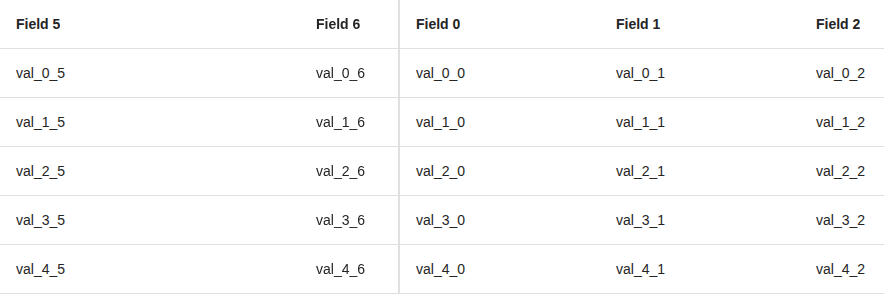 Field 5 Field 6 Field 0 Field 1 Field 2
val_0_5 val_0_6 val_0_0 val_0_1 val_0_2
val_1_5 val_1_6 val_1_0 val_1_1 val_1_2
val_2_5 val_2_6 val_2_0 val_2_1 val_2_2
val_3_5 val_3_6 val_3_0 val_3_1 val_3_2
val_4_5 val_4_6 val_4_0 val_4_1 val_4_2